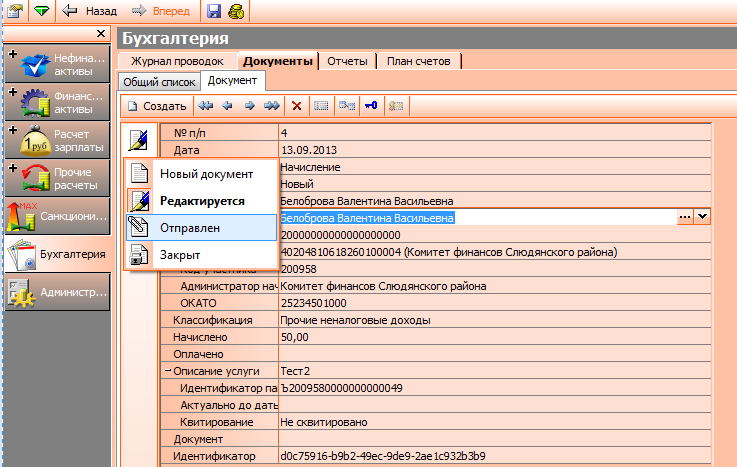 Назад Вперед
Бухгалтерия
Журнал проводок Документы Отчеты План счетов
Общий список Документ
Создать
Нефина... активы
Финанс... активы
1 руб Расчет зарплаты
Прочие расчеты
MAX Санкциони...
Бухгалтерия
Администр...
№ п/п 4
Дата 13.09.2013
Начисление
Новый документ
Новый
Редактируется
Белоброва Валентина Васильевна
Отправлен
Белоброва Валентина Васильевна
20000000000000000000
Закрыт
40204810618260100004 (Комитет финансов Слюдянского района)
Код участника 200958
Администратор нач Комитет финансов Слюдянского района
ОКАТО 25234501000
Классификация Прочие неналоговые доходы
Начислено 50,00
Оплачено
Описание услуги Тест2
Идентификатор па Ъ2009580000000000049
Актуально до даты
Квитирование Не сквитировано
Документ
Идентификатор d0c75916-b9b2-49ec-9de9-2ae1c932b3b9